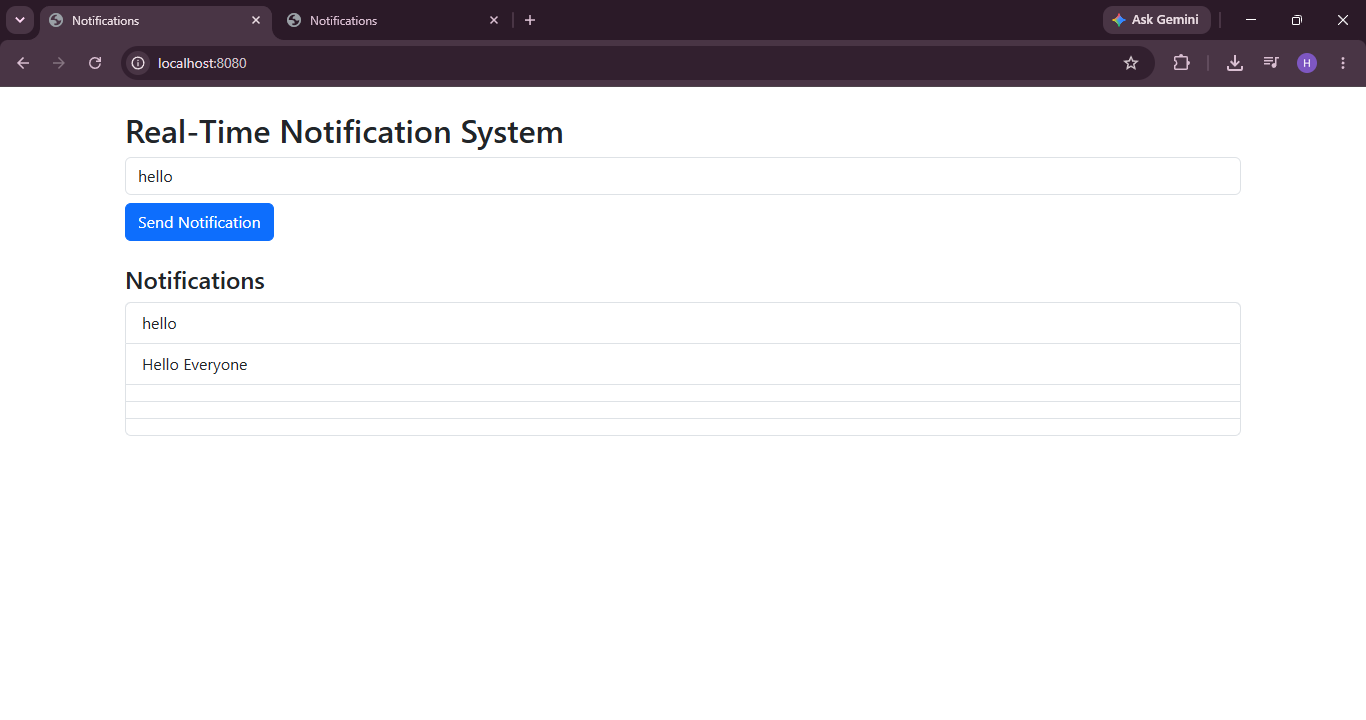 Notifications
Notifications
Ask Gemini
localhost:8080
H
Real-Time Notification System
hello
Send Notification
Notifications
hello
Hello Everyone